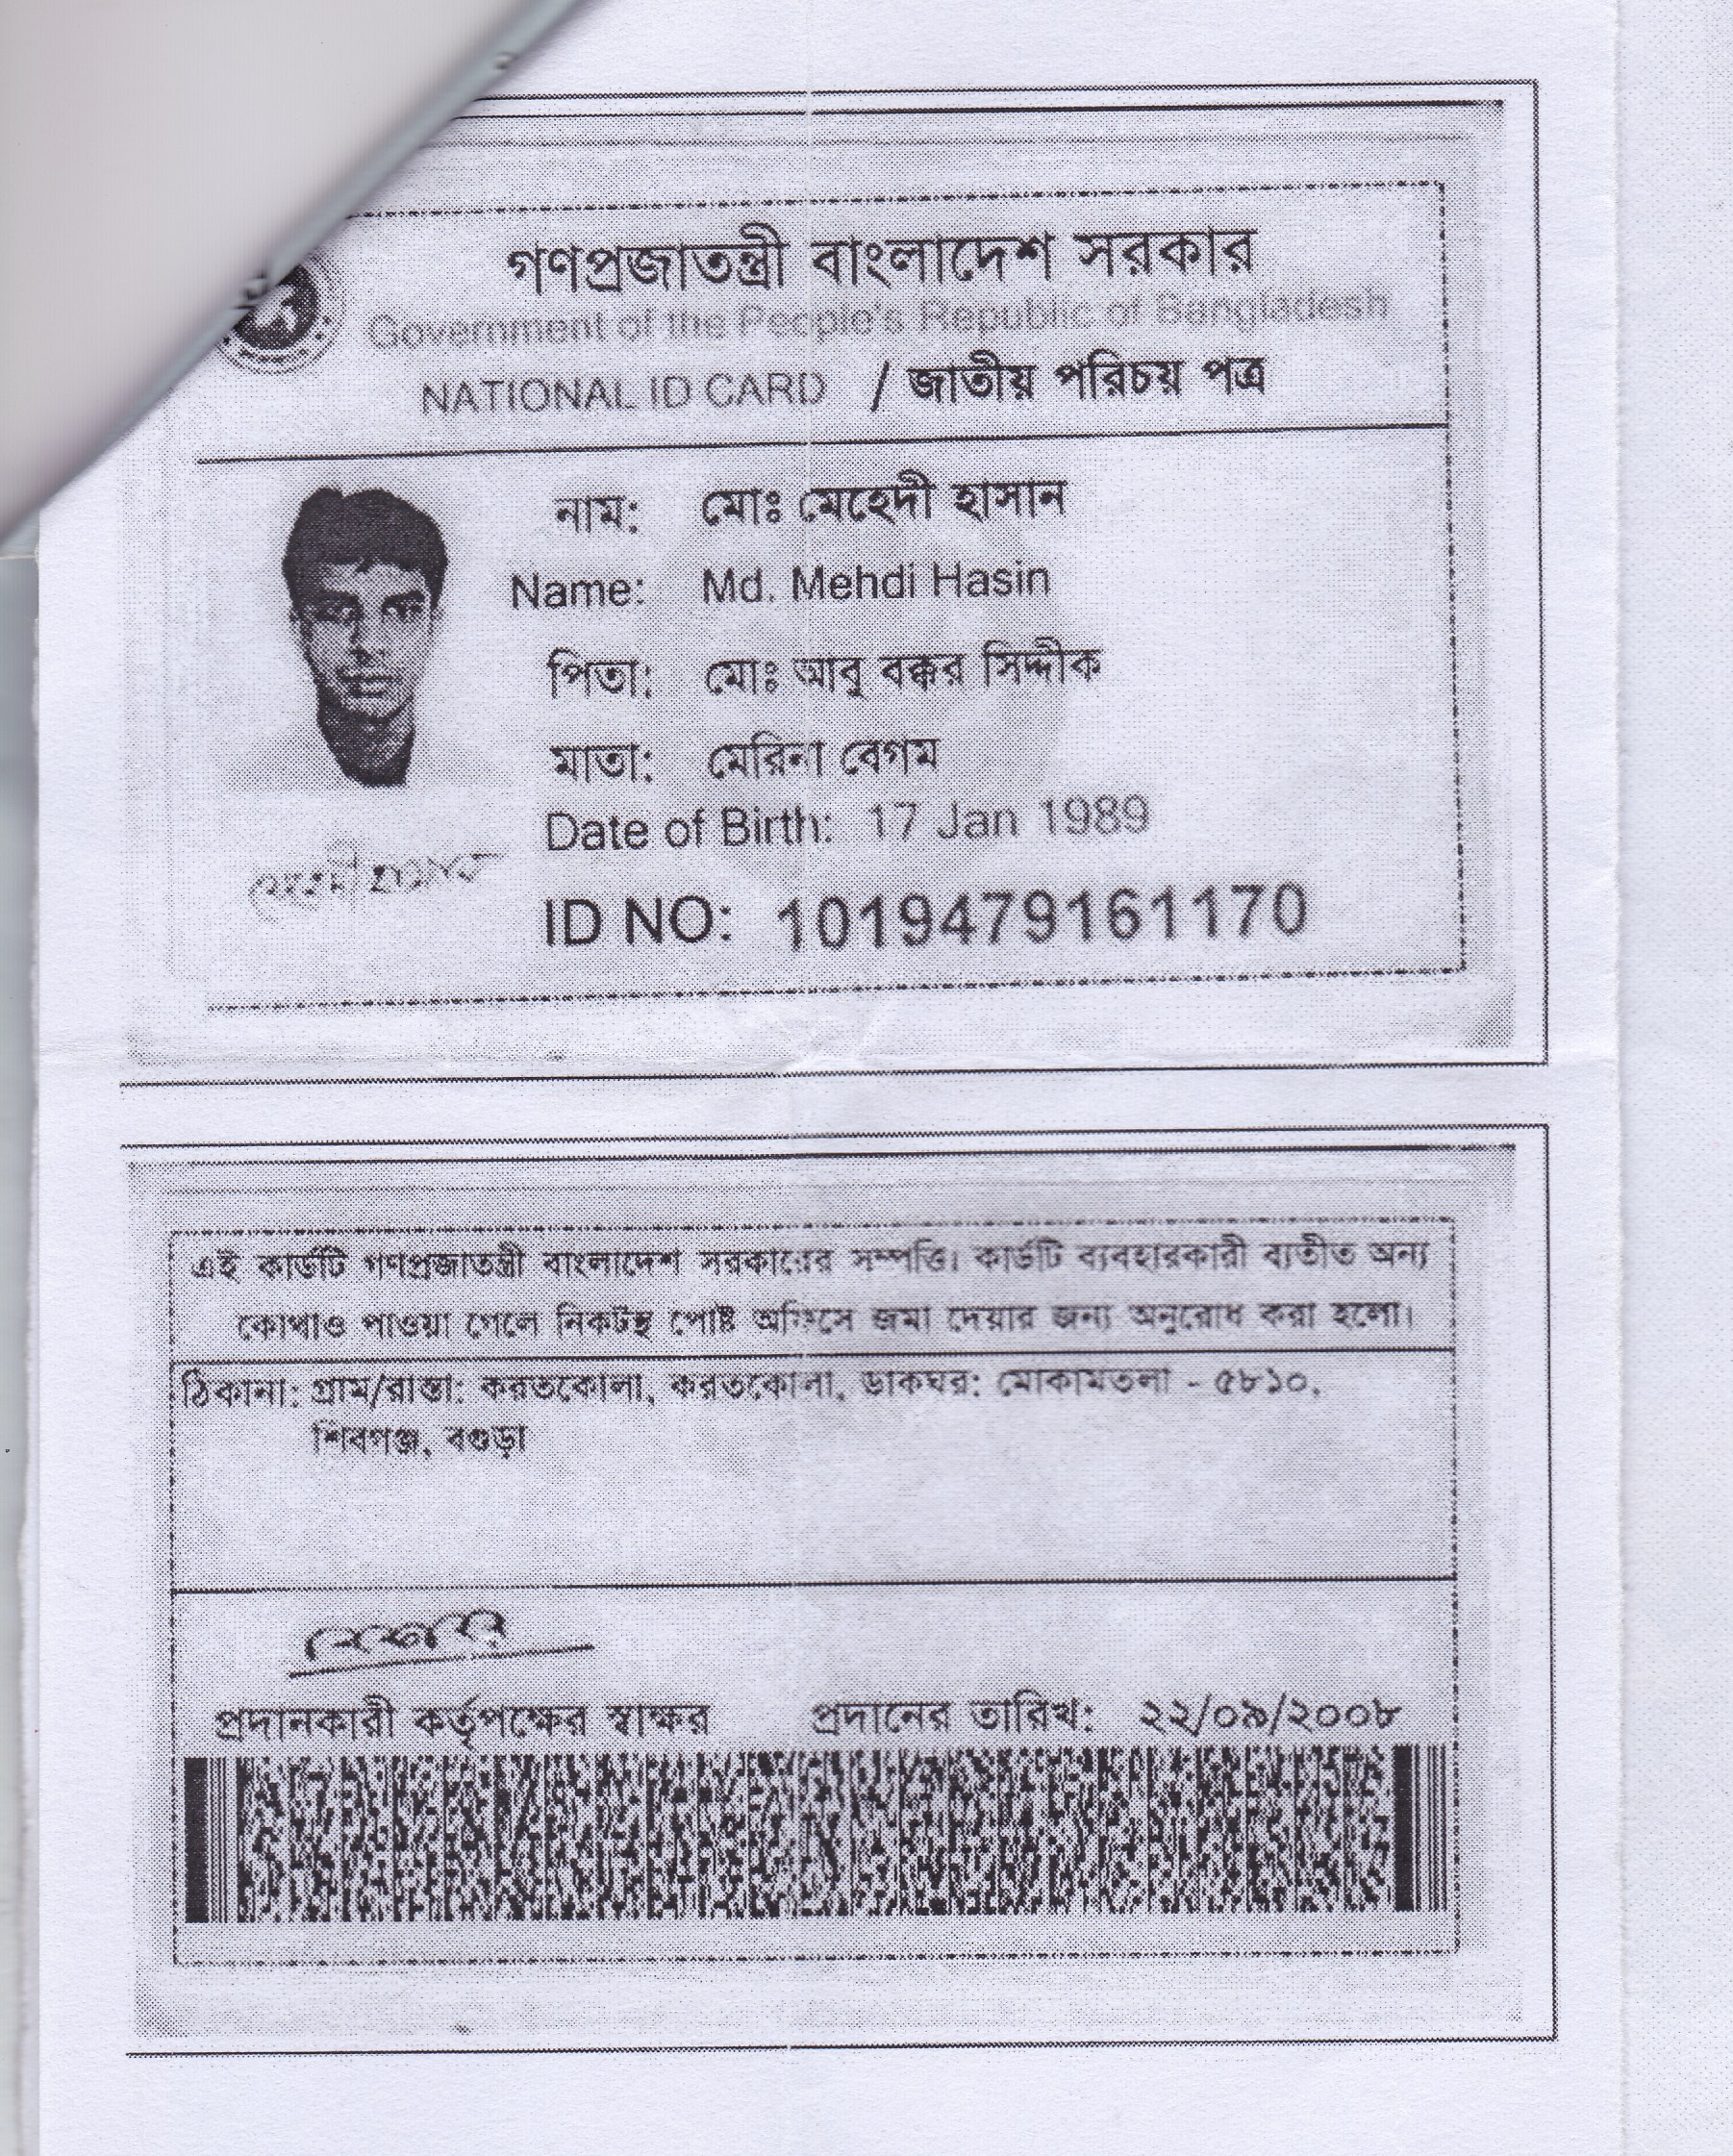 গণপ্রজাতন্ত্রী বাংলাদেশ সরকার
Government of the People's Republic of Bangladesh
NATIONAL ID CARD / জাতীয় পরিচয় পত্র
নাম: মোঃ মেহেদী হাসান
Name: Md. Mehdi Hasin
পিতা: মোঃ আবু বক্কর সিদ্দীক
মাতা: মেরিনা বেগম
Date of Birth: 17 Jan 1989
ID NO: 1019479161170
এই কার্ডটি গণপ্রজাতন্ত্রী বাংলাদেশ সরকারের সম্পত্তি। কার্ডটি ব্যবহারকারী ব্যতীত অন্য
কোথাও পাওয়া গেলে নিকটস্থ পোষ্ট অফিসে জমা দেয়ার জন্য অনুরোধ করা হলো।
ঠিকানা: গ্রাম/রাস্তা: করতকোলা, করতকোলা, ডাকঘর: মোকামতলা - ৫৮১০,
শিবগঞ্জ, বগুড়া
প্রদানকারী কর্তৃপক্ষের স্বাক্ষর প্রদানের তারিখ: ২২/০৯/২০০৮